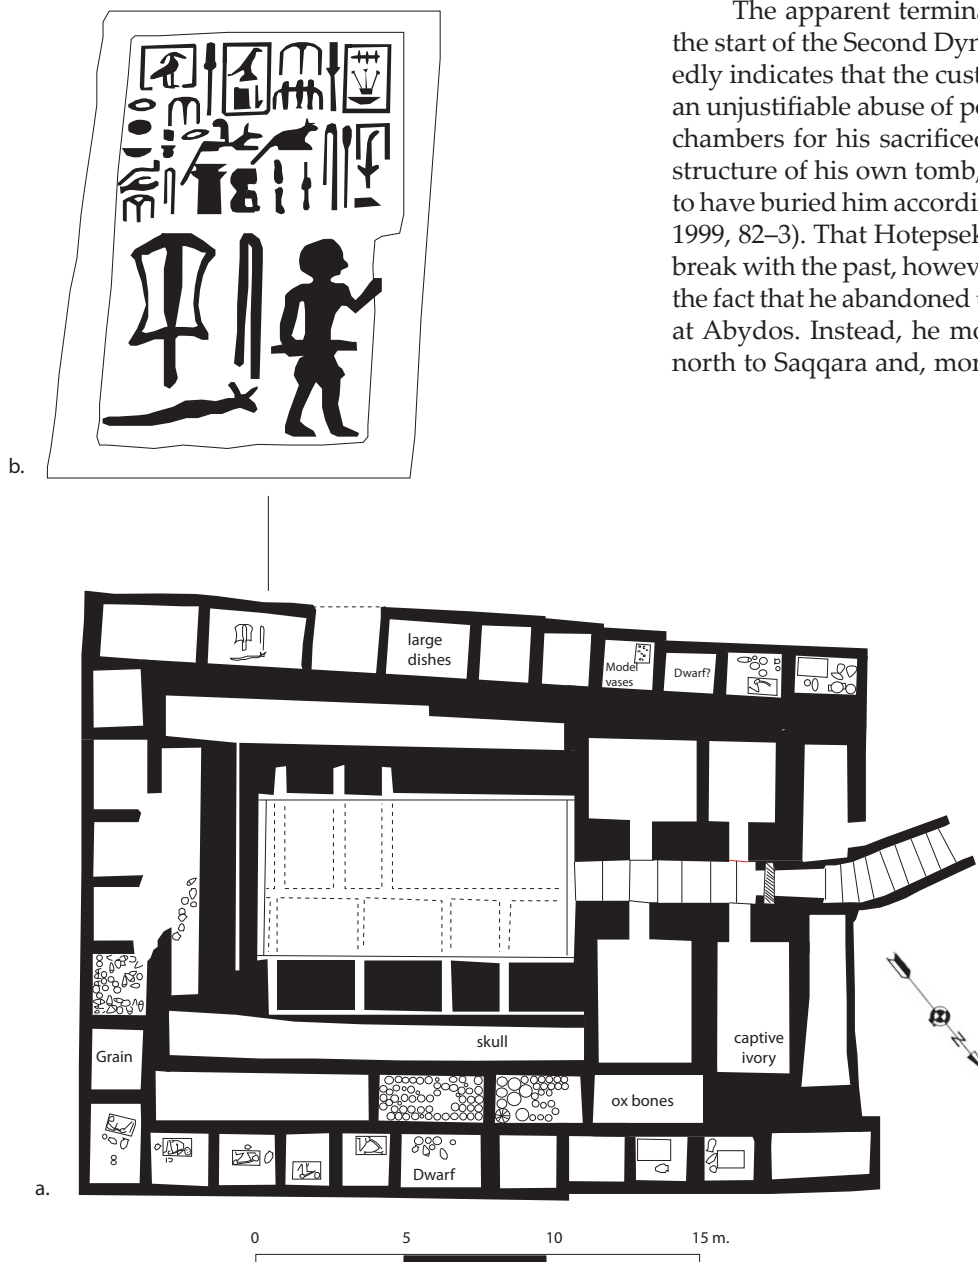 The apparent termina
the start of the Second Dyn
edly indicates that the cust
an unjustifiable abuse of po
chambers for his sacrificed
structure of his own tomb,
to have buried him accordi
1999, 82–3). That Hotepsek
break with the past, howev
the fact that he abandoned t
at Abydos. Instead, he mo
north to Saqqara and, mor
b.
large
dishes
Model
vases
Dwarf?
skull
captive
ivory
Grain
ox bones
Dwarf
N
a.
0 5 10 15 m.